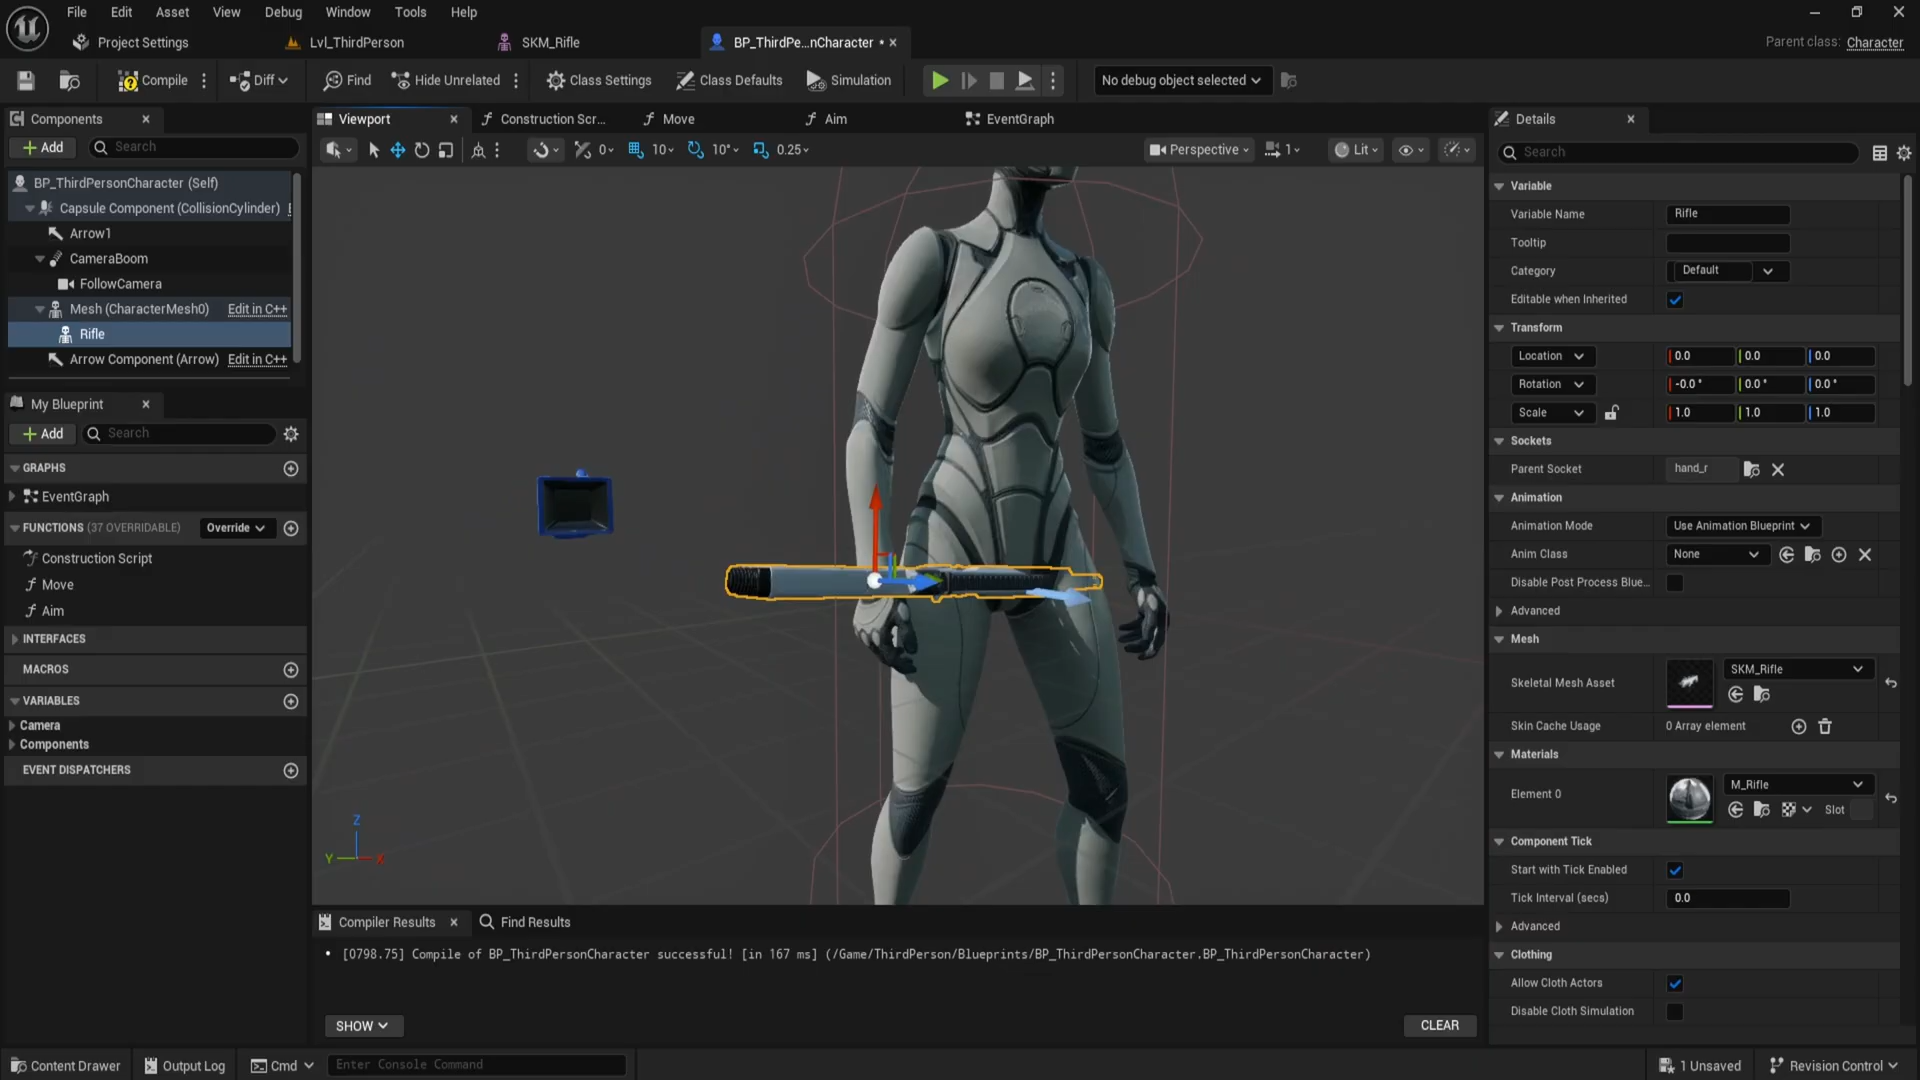 File Edit Asset View Debug Window Tools Help
Project Settings Lvl_ThirdPerson SKM_Rifle BP_ThirdPe...nCharacter • Parent class: Character
Compile Diff Find Hide Unrelated Class Settings Class Defaults Simulation No debug object selected
Components
Add Search
BP_ThirdPersonCharacter (Self)
Capsule Component (CollisionCylinder)
Arrow1
CameraBoom
FollowCamera
Mesh (CharacterMesh0) Edit in C++
Rifle
Arrow Component (Arrow) Edit in C++
My Blueprint
Add Search
GRAPHS
EventGraph
FUNCTIONS (37 OVERRIDABLE) Override
Construction Script
Move
Aim
INTERFACES
MACROS
VARIABLES
Camera
Components
EVENT DISPATCHERS
Viewport Construction Scr... Move Aim EventGraph
0 10 10° 0.25 Perspective 1 Lit
Z
Y X
Compiler Results Find Results
• [0798.75] Compile of BP_ThirdPersonCharacter successful! [in 167 ms] (/Game/ThirdPerson/Blueprints/BP_ThirdPersonCharacter.BP_ThirdPersonCharacter)
SHOW CLEAR
Details
Search
Variable
Variable Name Rifle
Tooltip
Category Default
Editable when Inherited
Transform
Location 0.0 0.0 0.0
Rotation -0.0 ° 0.0 ° 0.0 °
Scale 1.0 1.0 1.0
Sockets
Parent Socket hand_r
Animation
Animation Mode Use Animation Blueprint
Anim Class None
Disable Post Process Blue...
Advanced
Mesh
Skeletal Mesh Asset SKM_Rifle
Skin Cache Usage 0 Array element
Materials
Element 0 M_Rifle
Slot
Component Tick
Start with Tick Enabled
Tick Interval (secs) 0.0
Advanced
Clothing
Allow Cloth Actors
Disable Cloth Simulation
Content Drawer Output Log Cmd Enter Console Command 1 Unsaved Revision Control